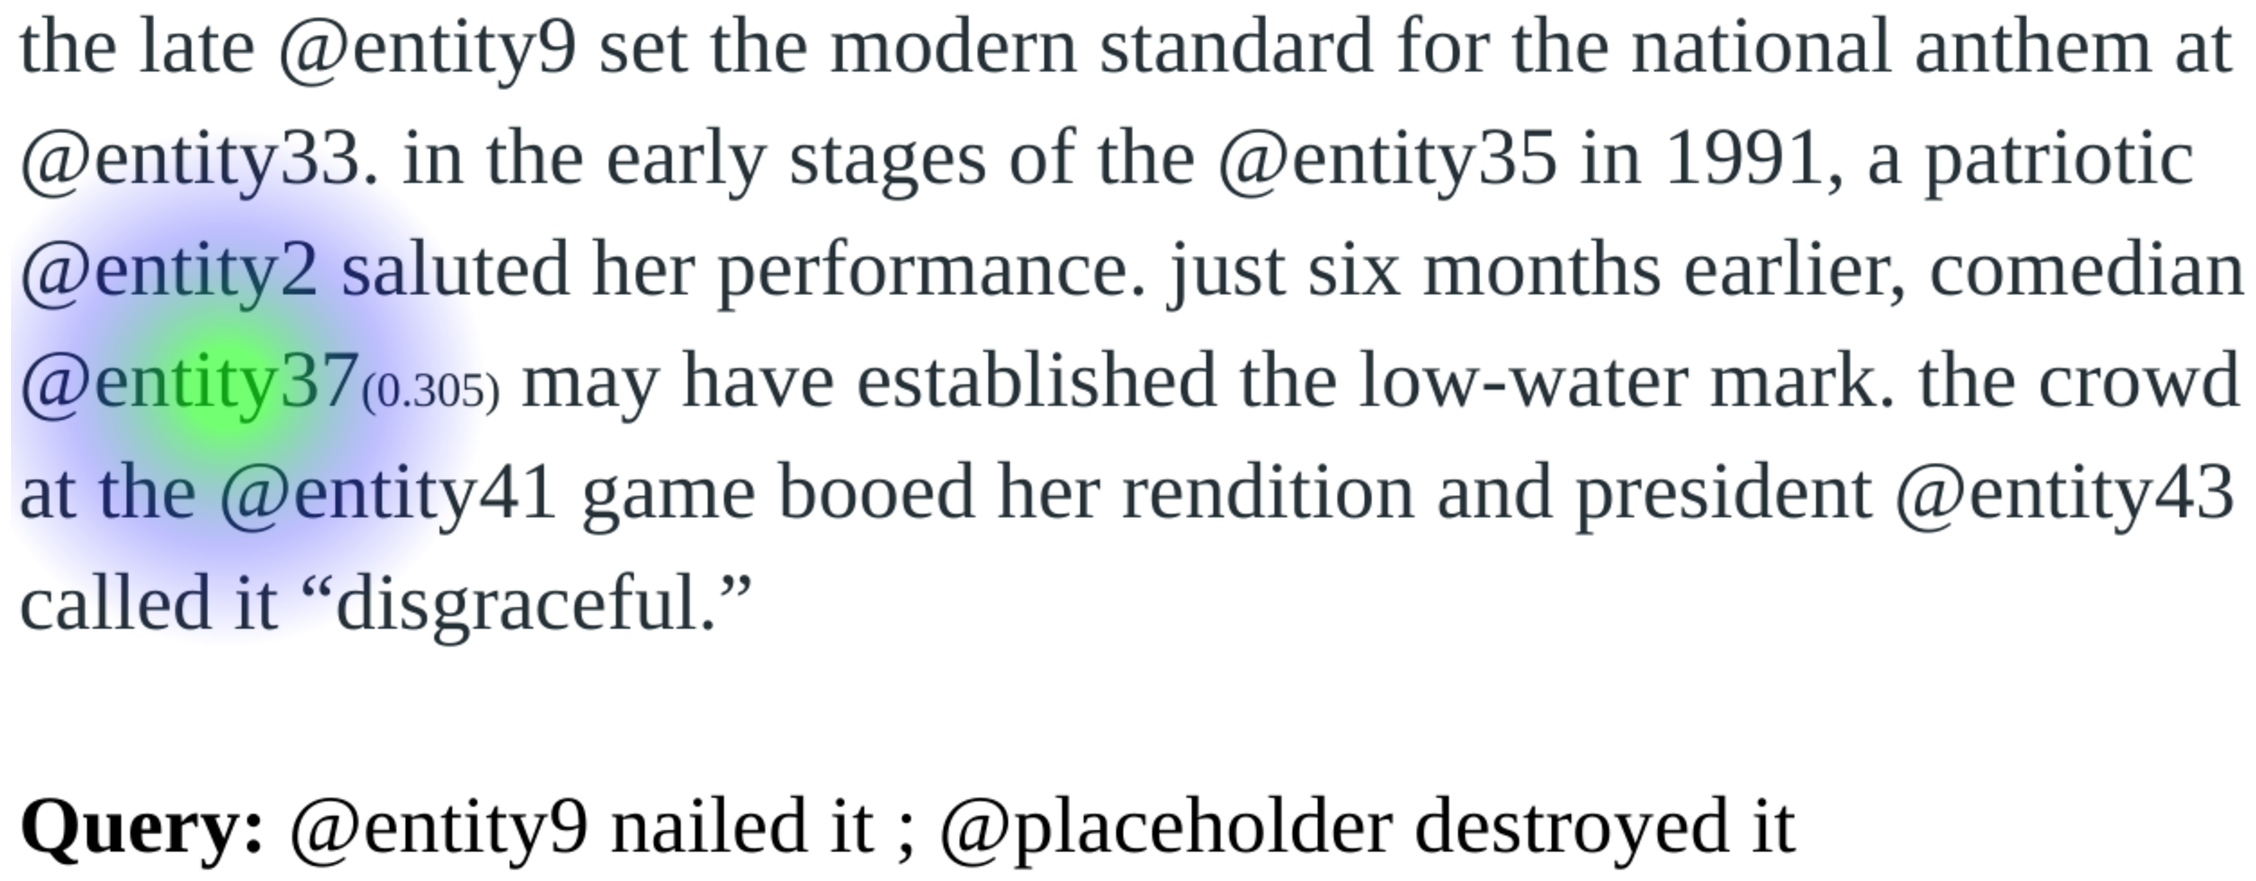 the late @entity9 set the modern standard for the national anthem at
@entity33. in the early stages of the @entity35 in 1991, a patriotic
@entity2 saluted her performance. just six months earlier, comedian
@entity37(0.305) may have established the low-water mark. the crowd
at the @entity41 game booed her rendition and president @entity43
called it “disgraceful.”
Query: @entity9 nailed it ; @placeholder destroyed it